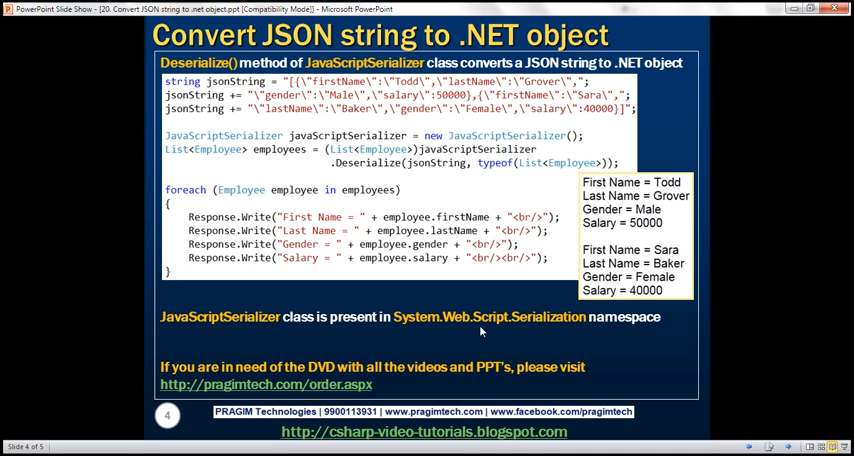 PowerPoint Slide Show - [20. Convert JSON string to .net object.ppt [Compatibility Mode]] - Microsoft PowerPoint
Convert JSON string to .NET object
Deserialize() method of JavaScriptSerializer class converts a JSON string to .NET object
string jsonString = "[{\"firstName\":\"Todd\",\"lastName\":\"Grover\",";
jsonString += "\"gender\":\"Male\",\"salary\":50000},{\"firstName\":\"Sara\",";
jsonString += "\"lastName\":\"Baker\",\"gender\":\"Female\",\"salary\":40000}]";
JavaScriptSerializer javaScriptSerializer = new JavaScriptSerializer();
List<Employee> employees = (List<Employee>)javaScriptSerializer
.Deserialize(jsonString, typeof(List<Employee>));
foreach (Employee employee in employees)
{
Response.Write("First Name = " + employee.firstName + "<br/>");
Response.Write("Last Name = " + employee.lastName + "<br/>");
Response.Write("Gender = " + employee.gender + "<br/>");
Response.Write("Salary = " + employee.salary + "<br/><br/>");
}
First Name = Todd
Last Name = Grover
Gender = Male
Salary = 50000
First Name = Sara
Last Name = Baker
Gender = Female
Salary = 40000
JavaScriptSerializer class is present in System.Web.Script.Serialization namespace
If you are in need of the DVD with all the videos and PPT's, please visit
http://pragimtech.com/order.aspx
4
PRAGIM Technologies | 9900113931 | www.pragimtech.com | www.facebook.com/pragimtech
http://csharp-video-tutorials.blogspot.com
Slide 4 of 5